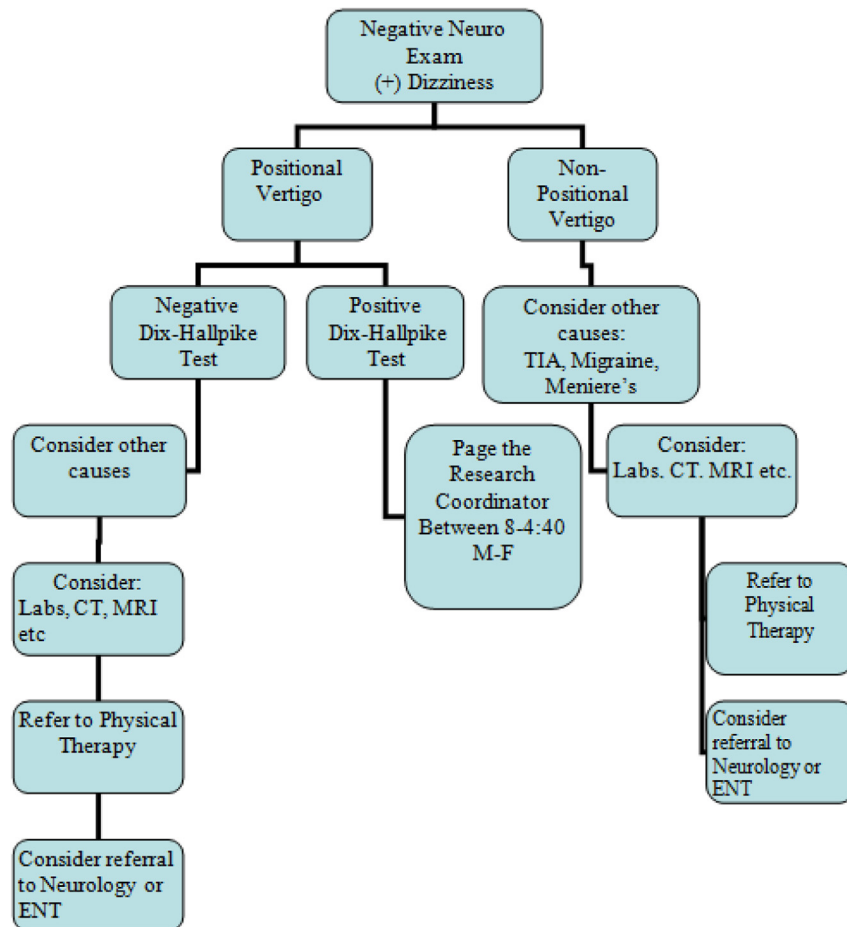 Negative Neuro
Exam
(+) Dizziness
Positional
Vertigo
Non-
Positional
Vertigo
Negative
Dix-Hallpike
Test
Positive
Dix-Hallpike
Test
Consider other
causes:
TIA, Migraine,
Meniere’s
Consider other
causes
Page the
Research
Coordinator
Between 8-4:40
M-F
Consider:
Labs. CT. MRI etc.
Consider:
Labs, CT, MRI
etc
Refer to
Physical
Therapy
Refer to Physical
Therapy
Consider
referral to
Neurology or
ENT
Consider referral
to Neurology or
ENT